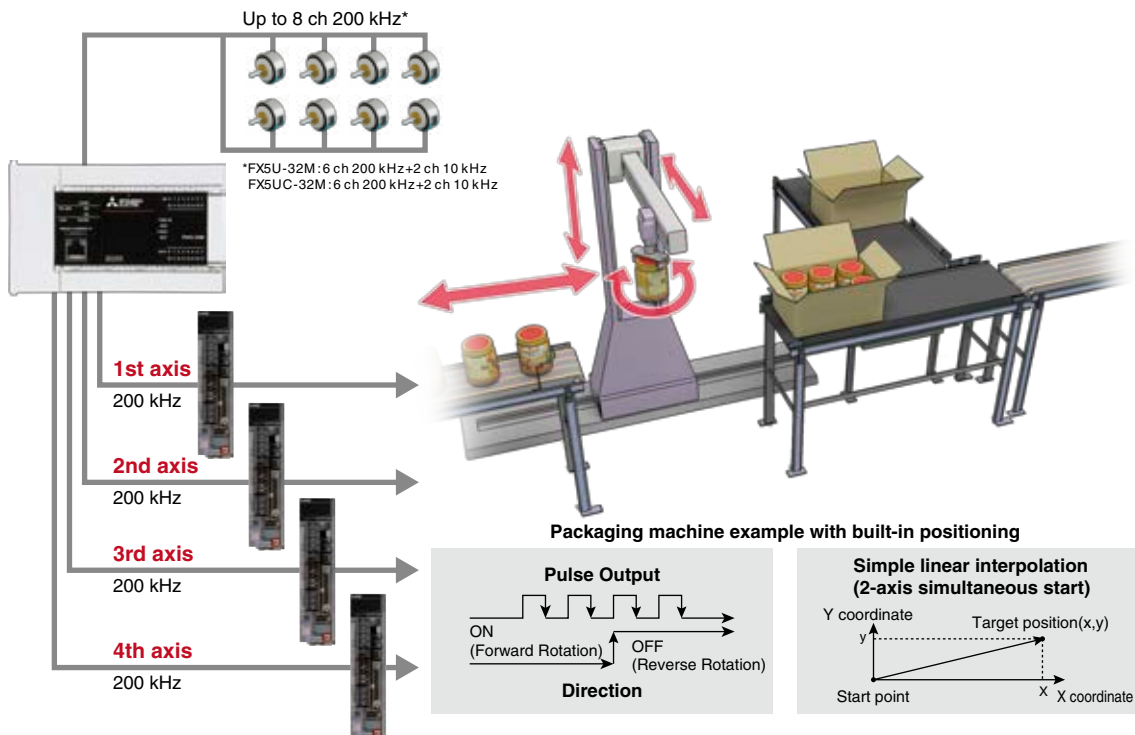 Up to 8 ch 200 kHz*
*FX5U-32M:6 ch 200 kHz+2 ch 10 kHz
FX5UC-32M:6 ch 200 kHz+2 ch 10 kHz
1st axis
200 kHz
2nd axis
200 kHz
3rd axis
200 kHz
4th axis
200 kHz
Packaging machine example with built-in positioning
Pulse Output
ON
(Forward Rotation)
OFF
(Reverse Rotation)
Direction
Simple linear interpolation
(2-axis simultaneous start)
Y coordinate
Target position(x,y)
y
Start point
X
X coordinate